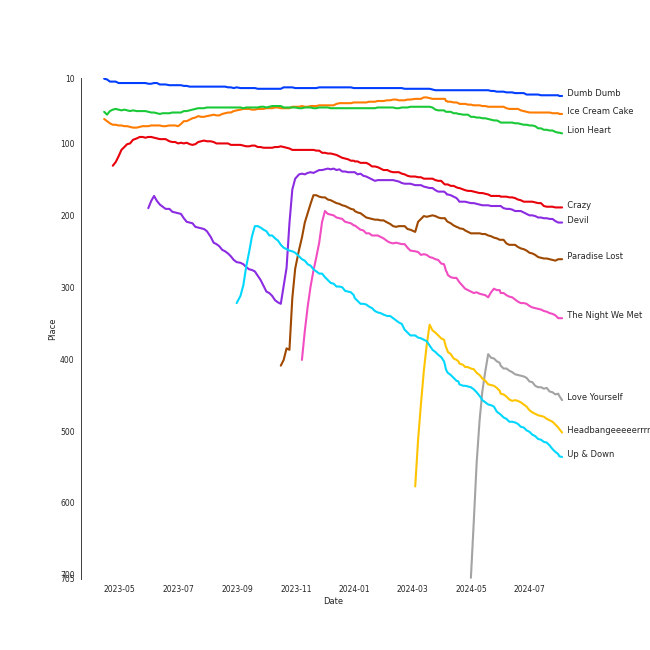 10
100
200
300
400
500
600
700
705
Place
2023-05
2023-07
2023-09
2023-11
2024-01
2024-03
2024-05
2024-07
Date
Dumb Dumb
Ice Cream Cake
Lion Heart
Crazy
Devil
Paradise Lost
The Night We Met
Love Yourself
Headbangeeeeerrrr
Up & Down